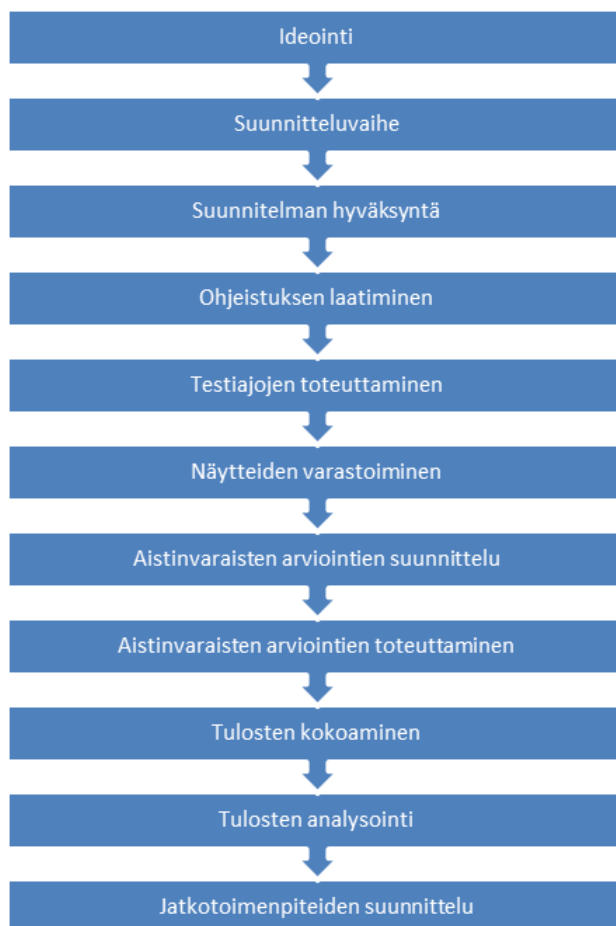 Ideointi
Suunnitteluvaihe
Suunnitelman hyväksyntä
Ohjeistuksen laatiminen
Testiajojen toteuttaminen
Näytteiden varastoiminen
Aistinvaraisten arviointien suunnittelu
Aistinvaraisten arviointien toteuttaminen
Tulosten kokoaminen
Tulosten analysointi
Jatkotoimenpiteiden suunnittelu